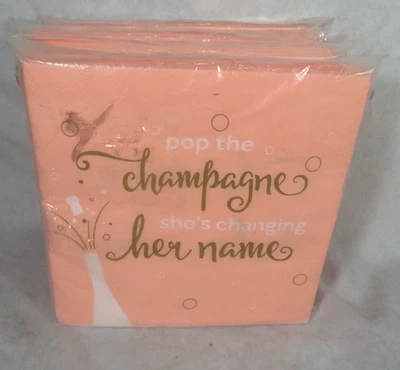 pop the
champagne
she's changing
her name